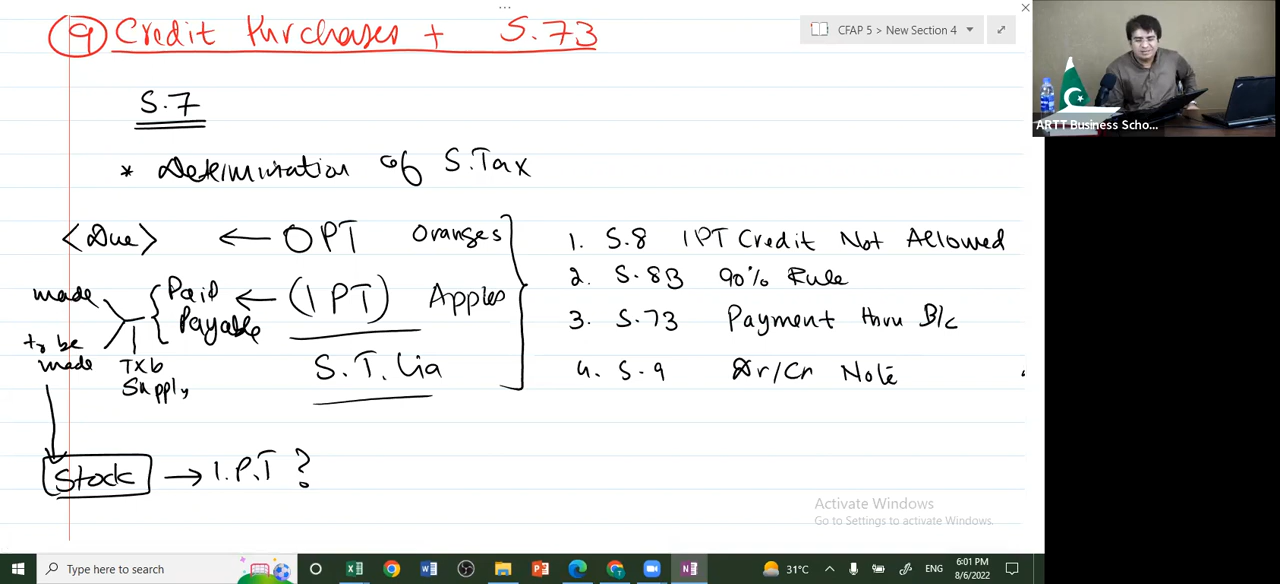 9 Credit Purchases + S.73
CFAP 5 > New Section 4
S.7
* Determination of S.Tax
<Due> ← OPT Oranges
made Paid ← (IPT) Apples
Payable
to be made
Txb Supply
S.T. Lia
1. S.8 IPT Credit Not Allowed
2. S.8B 90% Rule
3. S.73 Payment thru B/c
4. S.9 Dr/Cr Note
Stock → I.P.T ?
ARTT Business Scho...
Activate Windows
Go to Settings to activate Windows.
Type here to search
31°C
ENG
6:01 PM
8/6/2022